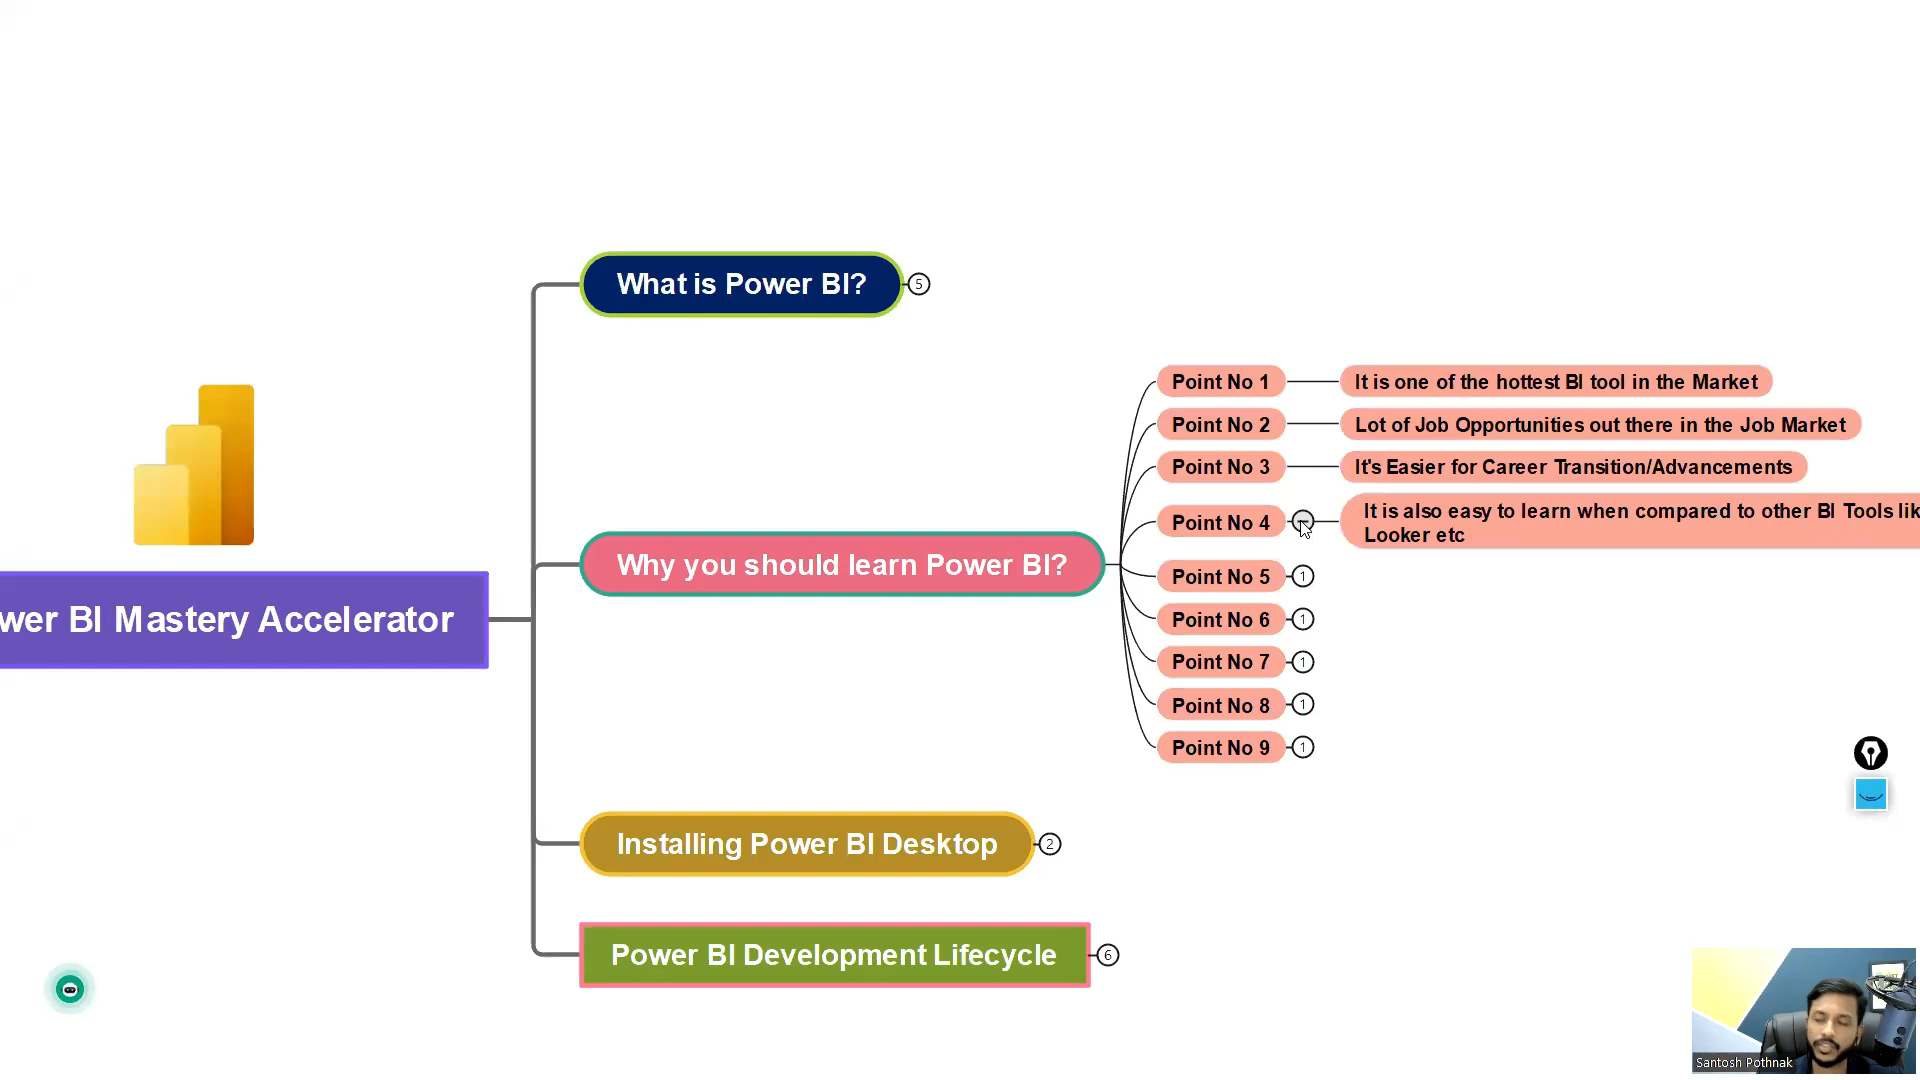 What is Power BI?
5
Point No 1
It is one of the hottest BI tool in the Market
Point No 2
Lot of Job Opportunities out there in the Job Market
Point No 3
It's Easier for Career Transition/Advancements
Point No 4
It is also easy to learn when compared to other BI Tools lik
Looker etc
Why you should learn Power BI?
Point No 5
1
Point No 6
1
Point No 7
1
Point No 8
1
Point No 9
1
wer BI Mastery Accelerator
Installing Power BI Desktop
2
Power BI Development Lifecycle
6
Santosh Pothnak